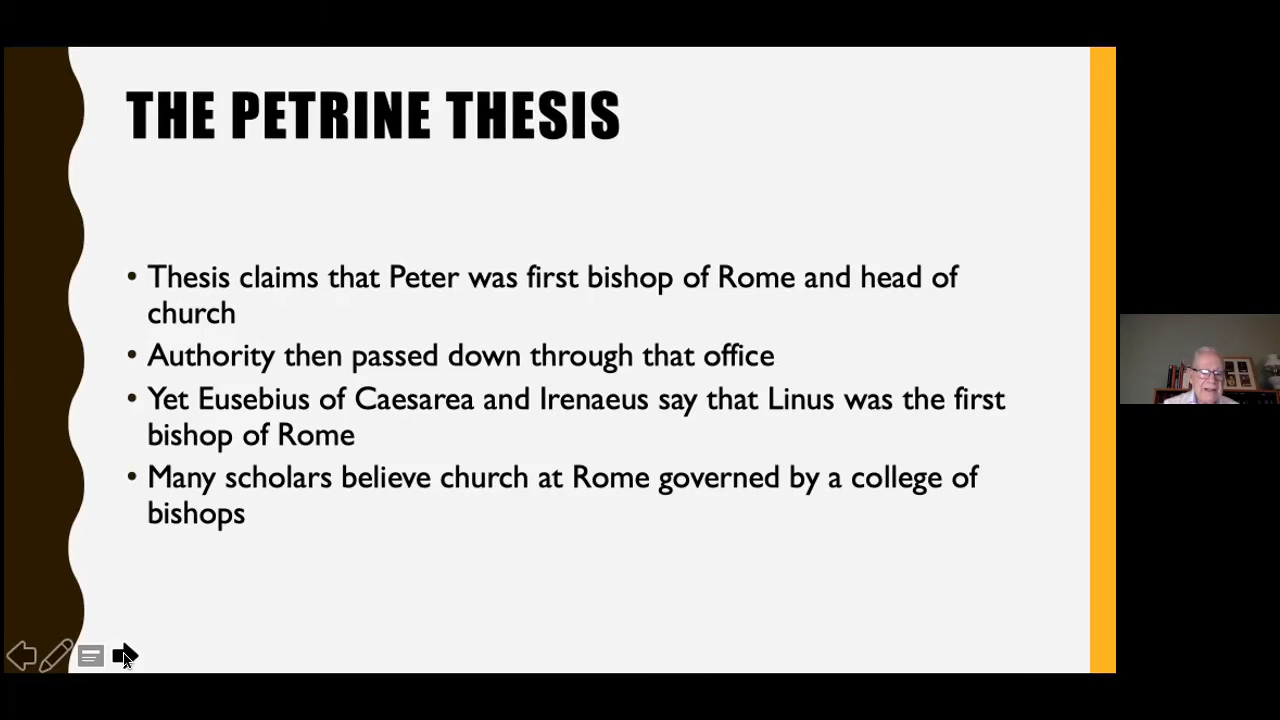 THE PETRINE THESIS
• Thesis claims that Peter was first bishop of Rome and head of
church
• Authority then passed down through that office
• Yet Eusebius of Caesarea and Irenaeus say that Linus was the first
bishop of Rome
• Many scholars believe church at Rome governed by a college of
bishops